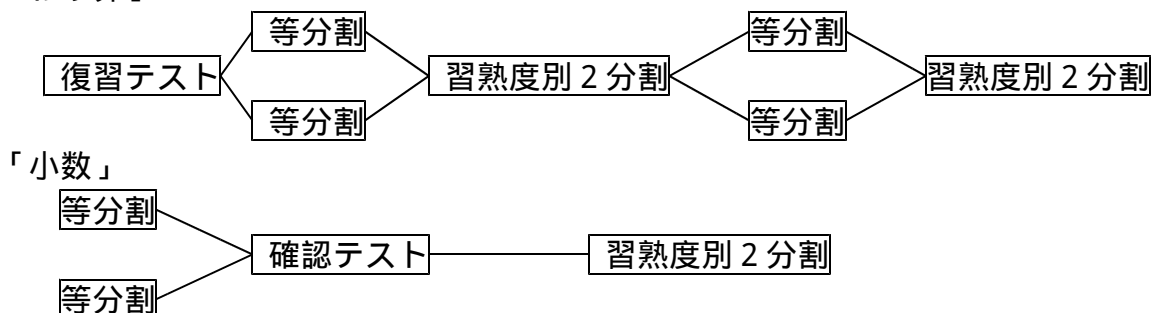 等分割 等分割
復習テスト 習熟度別２分割 習熟度別２分割
等分割 等分割
「小数」
等分割
確認テスト 習熟度別２分割
等分割